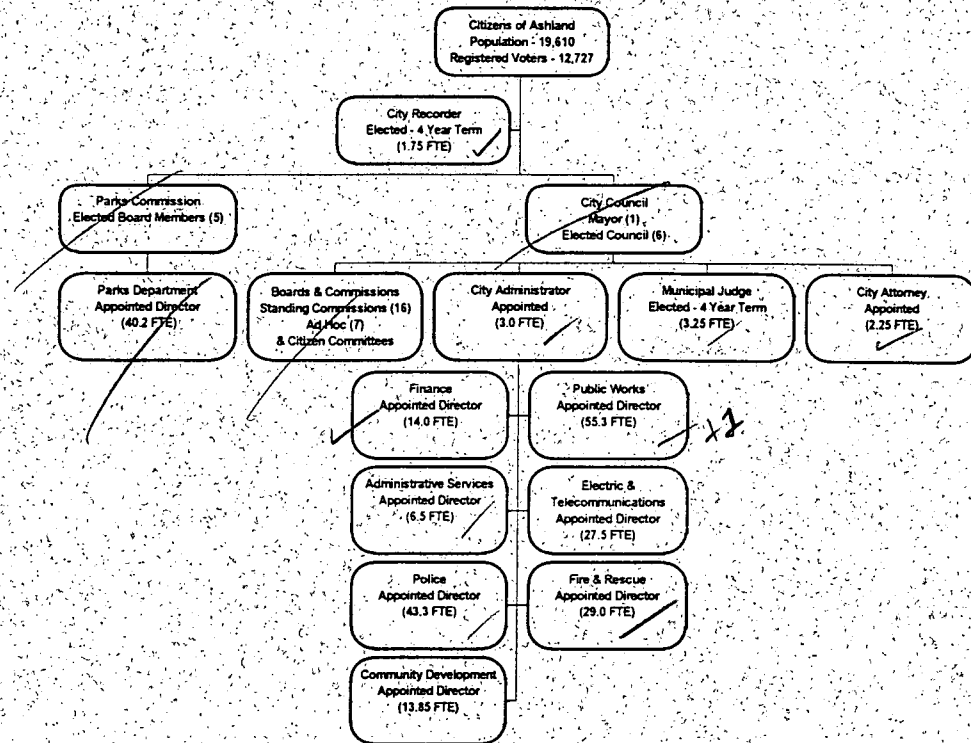 Citizens of Ashland
Population - 19,610
Registered Voters - 12,727
City Recorder
Elected - 4 Year Term
(1.75 FTE)
Parks Commission
Elected Board Members (5)
City Council
Mayor (1)
Elected Council (6)
Parks Department
Appointed Director
(40.2 FTE)
Boards & Commissions
Standing Commissions (16)
Ad Hoc (7)
& Citizen Committees
City Administrator
Appointed
(3.0 FTE)
Municipal Judge
Elected - 4 Year Term
(3.25 FTE)
City Attorney
Appointed
(2.25 FTE)
Finance
Appointed Director
(14.0 FTE)
Public Works
Appointed Director
(55.3 FTE)
Administrative Services
Appointed Director
(6.5 FTE)
Electric &
Telecommunications
Appointed Director
(27.5 FTE)
Police
Appointed Director
(43.3 FTE)
Fire & Rescue
Appointed Director
(29.0 FTE)
Community Development
Appointed Director
(13.85 FTE)